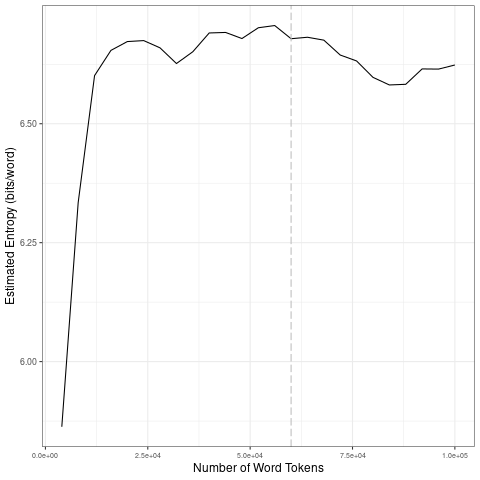 Estimated Entropy (bits/word)
6.50
6.25
6.00
0.0e+00 2.5e+04 5.0e+04 7.5e+04 1.0e+05
Number of Word Tokens